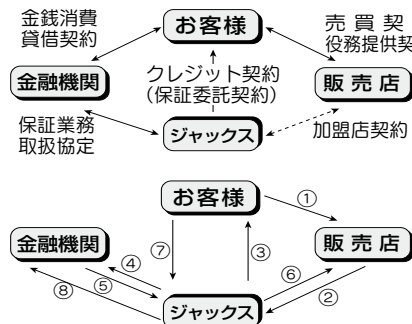 金銭消費
貸借契約
お客様
売買契
役務提供契
金融機関
クレジット契約
(保証委託契約)
販売店
保証業務
取扱協定
ジャックス
加盟店契約
お客様
①
金融機関
④
⑦
③
販売店
⑧
⑤
⑥
②
ジャックス